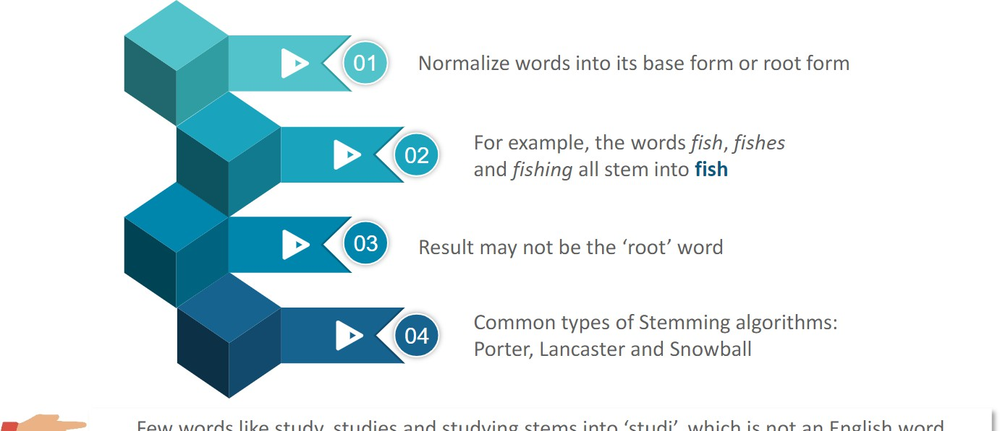 01
Normalize words into its base form or root form
02
For example, the words fish, fishes
and fishing all stem into fish
03
Result may not be the ‘root’ word
04
Common types of Stemming algorithms:
Porter, Lancaster and Snowball
Few words like study, studies and studying stems into ‘studi’, which is not an English word